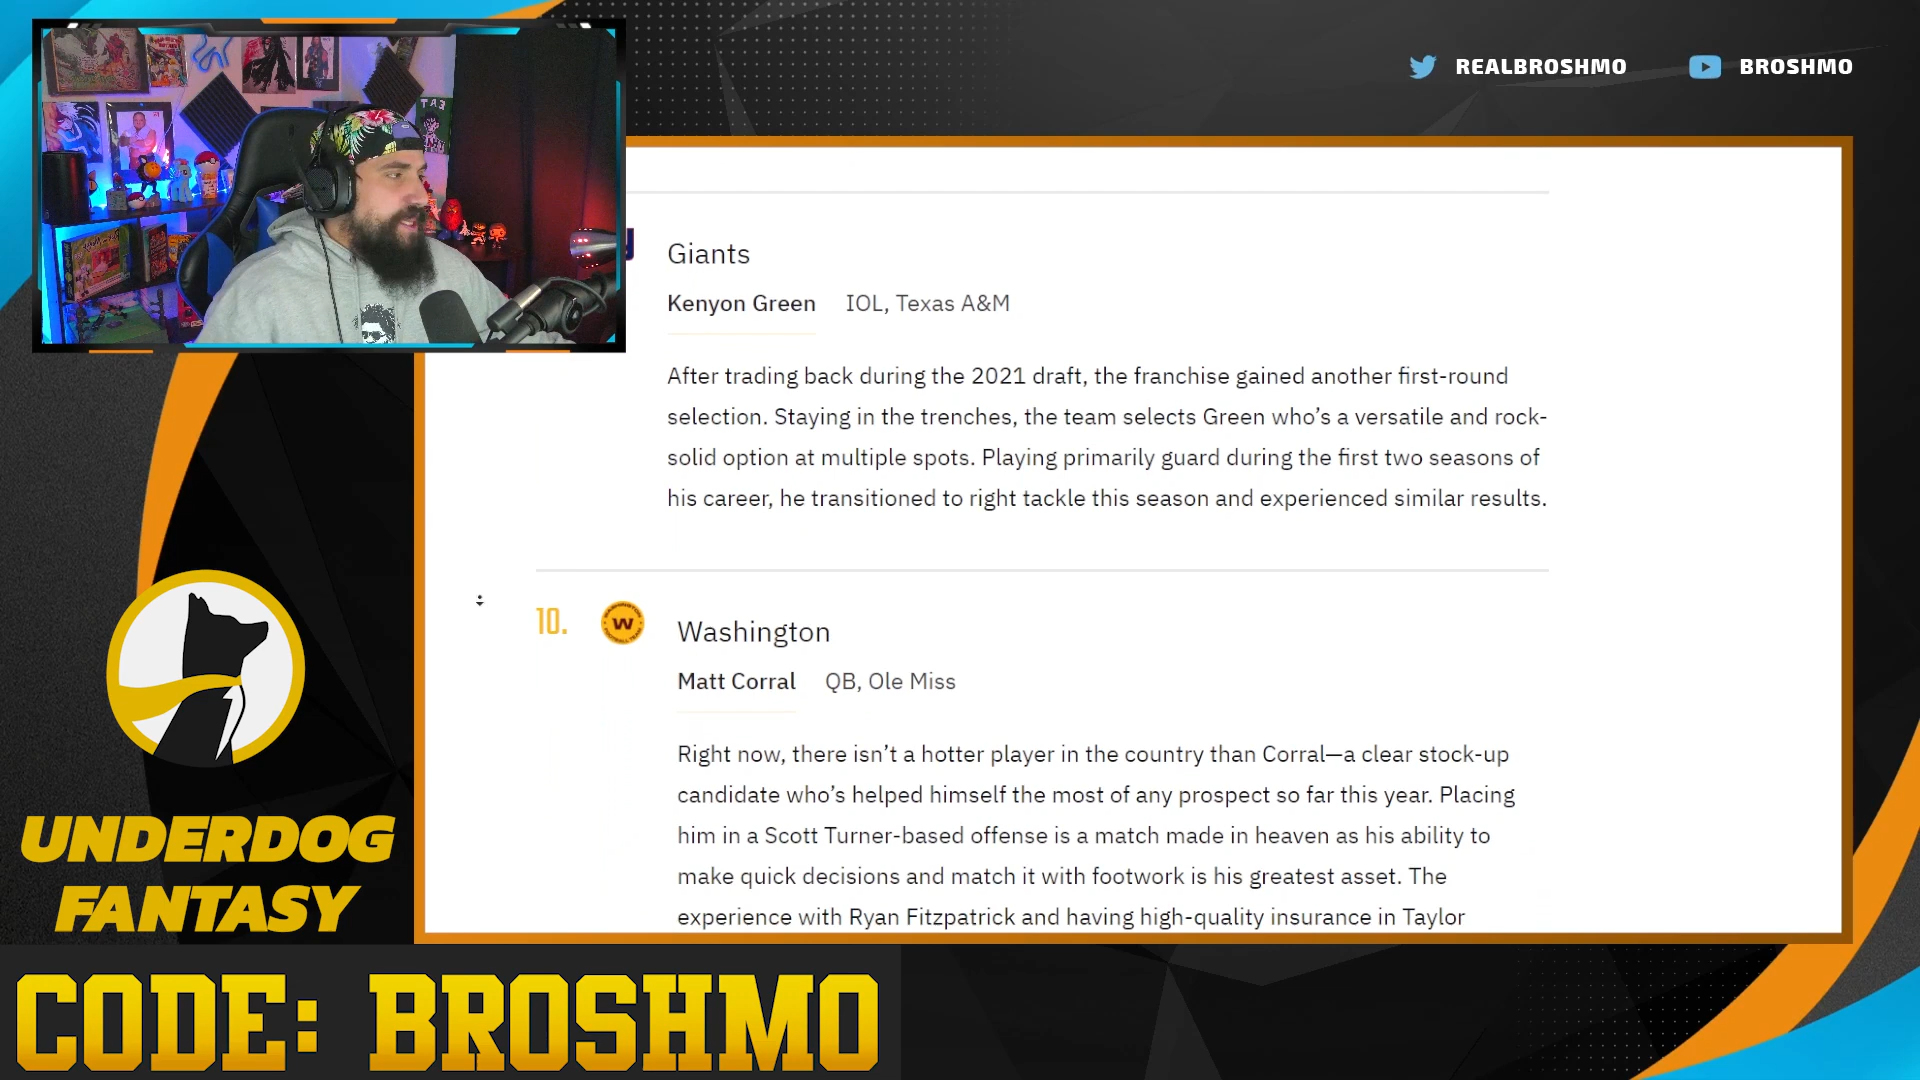 REALBROSHMO
BROSHMO
Giants
Kenyon Green IOL, Texas A&M
After trading back during the 2021 draft, the franchise gained another first-round
selection. Staying in the trenches, the team selects Green who’s a versatile and rock-
solid option at multiple spots. Playing primarily guard during the first two seasons of
his career, he transitioned to right tackle this season and experienced similar results.
10.
W
Washington
Matt Corral QB, Ole Miss
Right now, there isn’t a hotter player in the country than Corral—a clear stock-up
candidate who’s helped himself the most of any prospect so far this year. Placing
him in a Scott Turner-based offense is a match made in heaven as his ability to
make quick decisions and match it with footwork is his greatest asset. The
experience with Ryan Fitzpatrick and having high-quality insurance in Taylor
UNDERDOG
FANTASY
CODE: BROSHMO